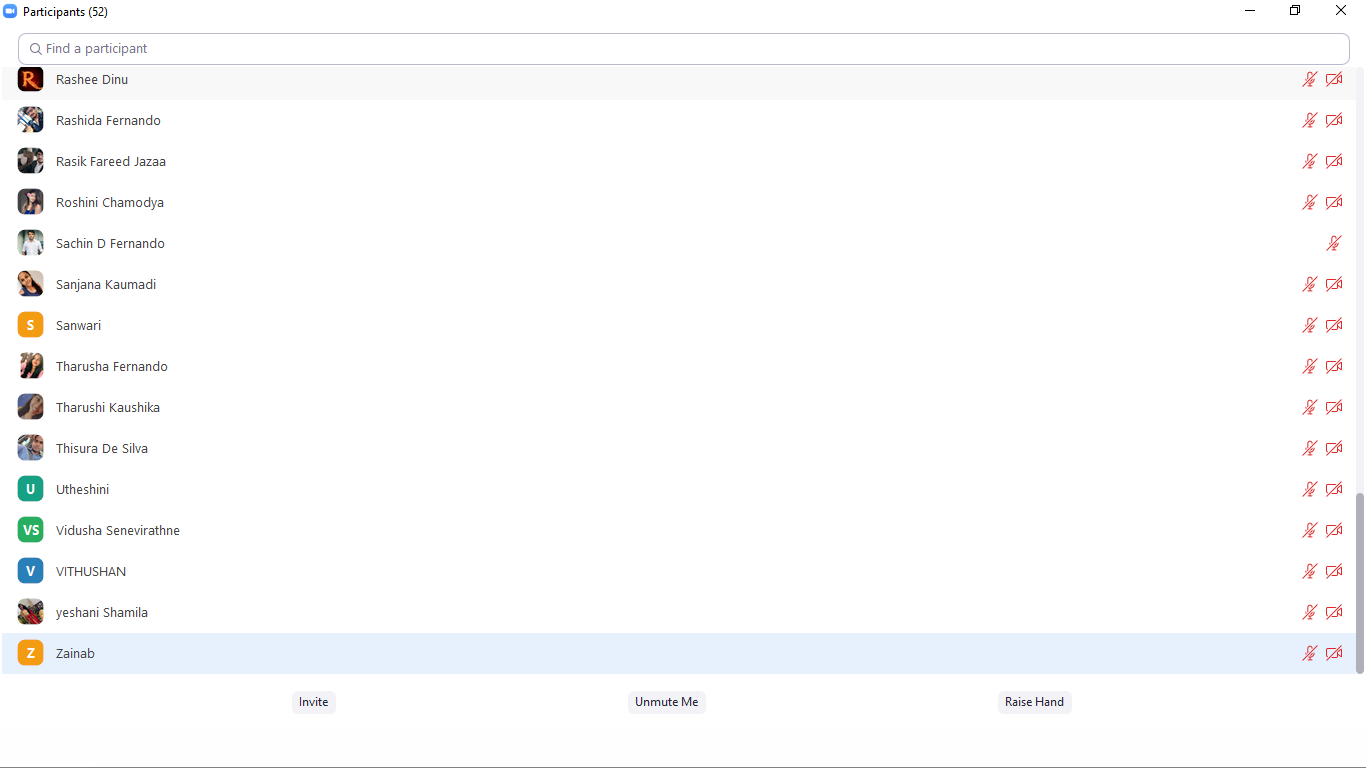 Participants (52)
Find a participant
R Rashee Dinu
Rashida Fernando
Rasik Fareed Jazaa
Roshini Chamodya
Sachin D Fernando
Sanjana Kaumadi
S Sanwari
Tharusha Fernando
Tharushi Kaushika
Thisura De Silva
U Utheshini
VS Vidusha Senevirathne
V VITHUSHAN
yeshani Shamila
Z Zainab
Invite Unmute Me Raise Hand